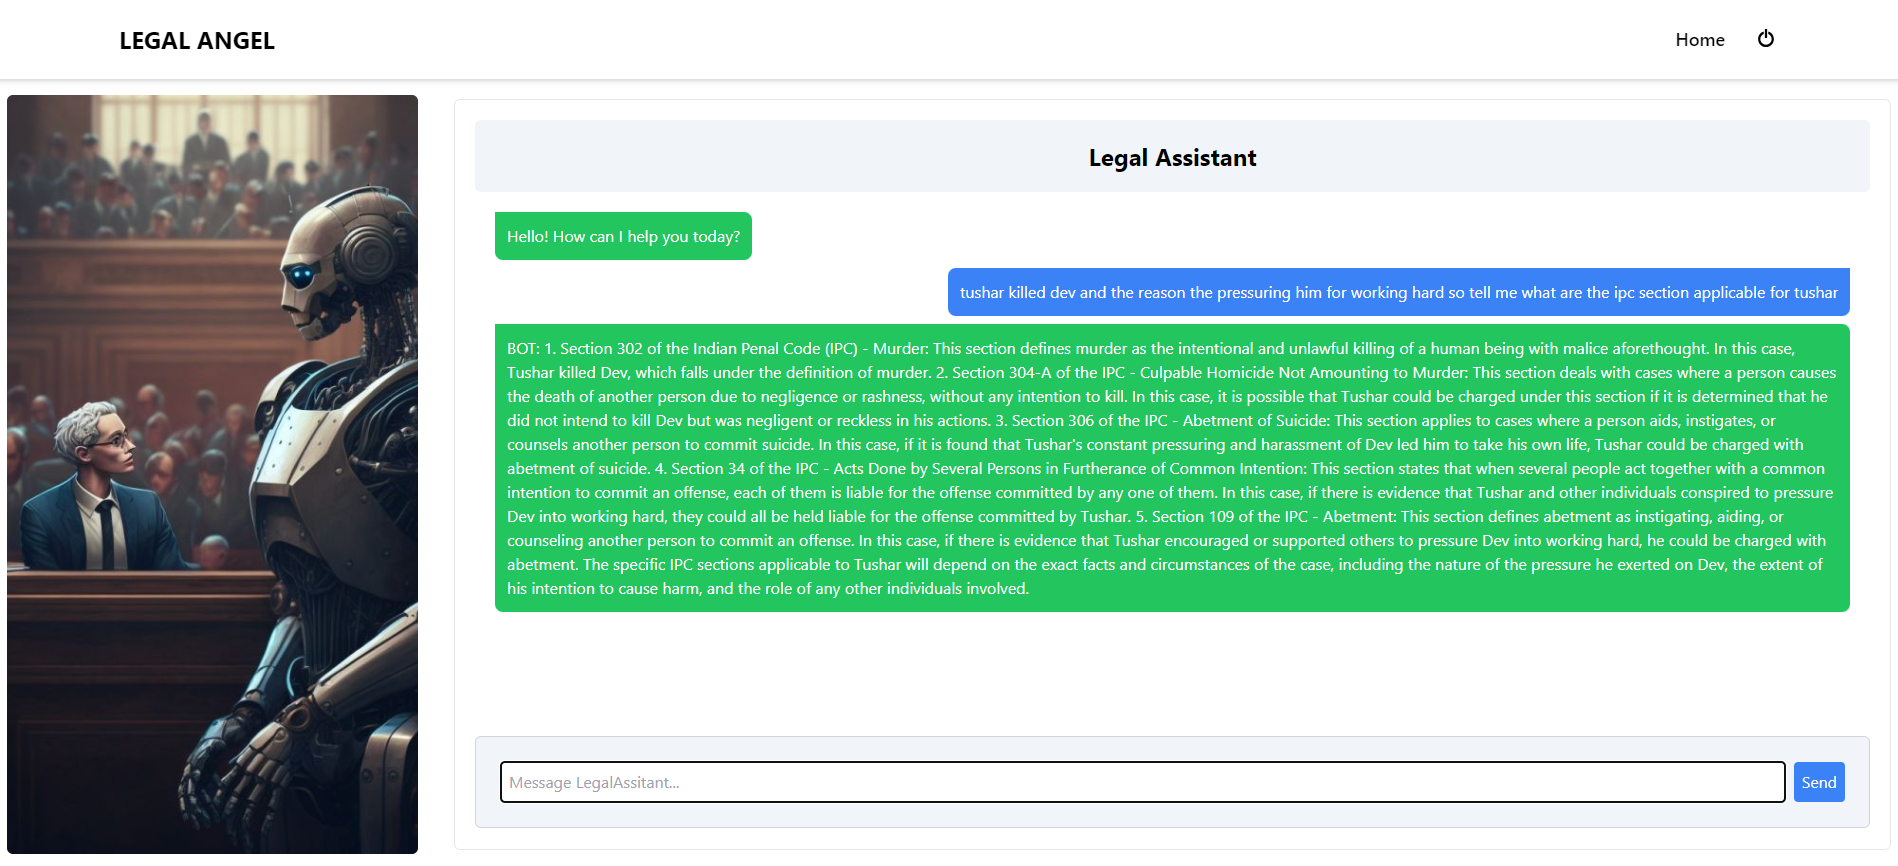 LEGAL ANGEL
Home
Legal Assistant
Hello! How can I help you today?
tushar killed dev and the reason the pressuring him for working hard so tell me what are the ipc section applicable for tushar
BOT: 1. Section 302 of the Indian Penal Code (IPC) - Murder: This section defines murder as the intentional and unlawful killing of a human being with malice aforethought. In this case,
Tushar killed Dev, which falls under the definition of murder. 2. Section 304-A of the IPC - Culpable Homicide Not Amounting to Murder: This section deals with cases where a person causes
the death of another person due to negligence or rashness, without any intention to kill. In this case, it is possible that Tushar could be charged under this section if it is determined that he
did not intend to kill Dev but was negligent or reckless in his actions. 3. Section 306 of the IPC - Abetment of Suicide: This section applies to cases where a person aids, instigates, or
counsels another person to commit suicide. In this case, if it is found that Tushar's constant pressuring and harassment of Dev led him to take his own life, Tushar could be charged with
abetment of suicide. 4. Section 34 of the IPC - Acts Done by Several Persons in Furtherance of Common Intention: This section states that when several people act together with a common
intention to commit an offense, each of them is liable for the offense committed by any one of them. In this case, if there is evidence that Tushar and other individuals conspired to pressure
Dev into working hard, they could all be held liable for the offense committed by Tushar. 5. Section 109 of the IPC - Abetment: This section defines abetment as instigating, aiding, or
counseling another person to commit an offense. In this case, if there is evidence that Tushar encouraged or supported others to pressure Dev into working hard, he could be charged with
abetment. The specific IPC sections applicable to Tushar will depend on the exact facts and circumstances of the case, including the nature of the pressure he exerted on Dev, the extent of
his intention to cause harm, and the role of any other individuals involved.
Message LegalAssitant...
Send